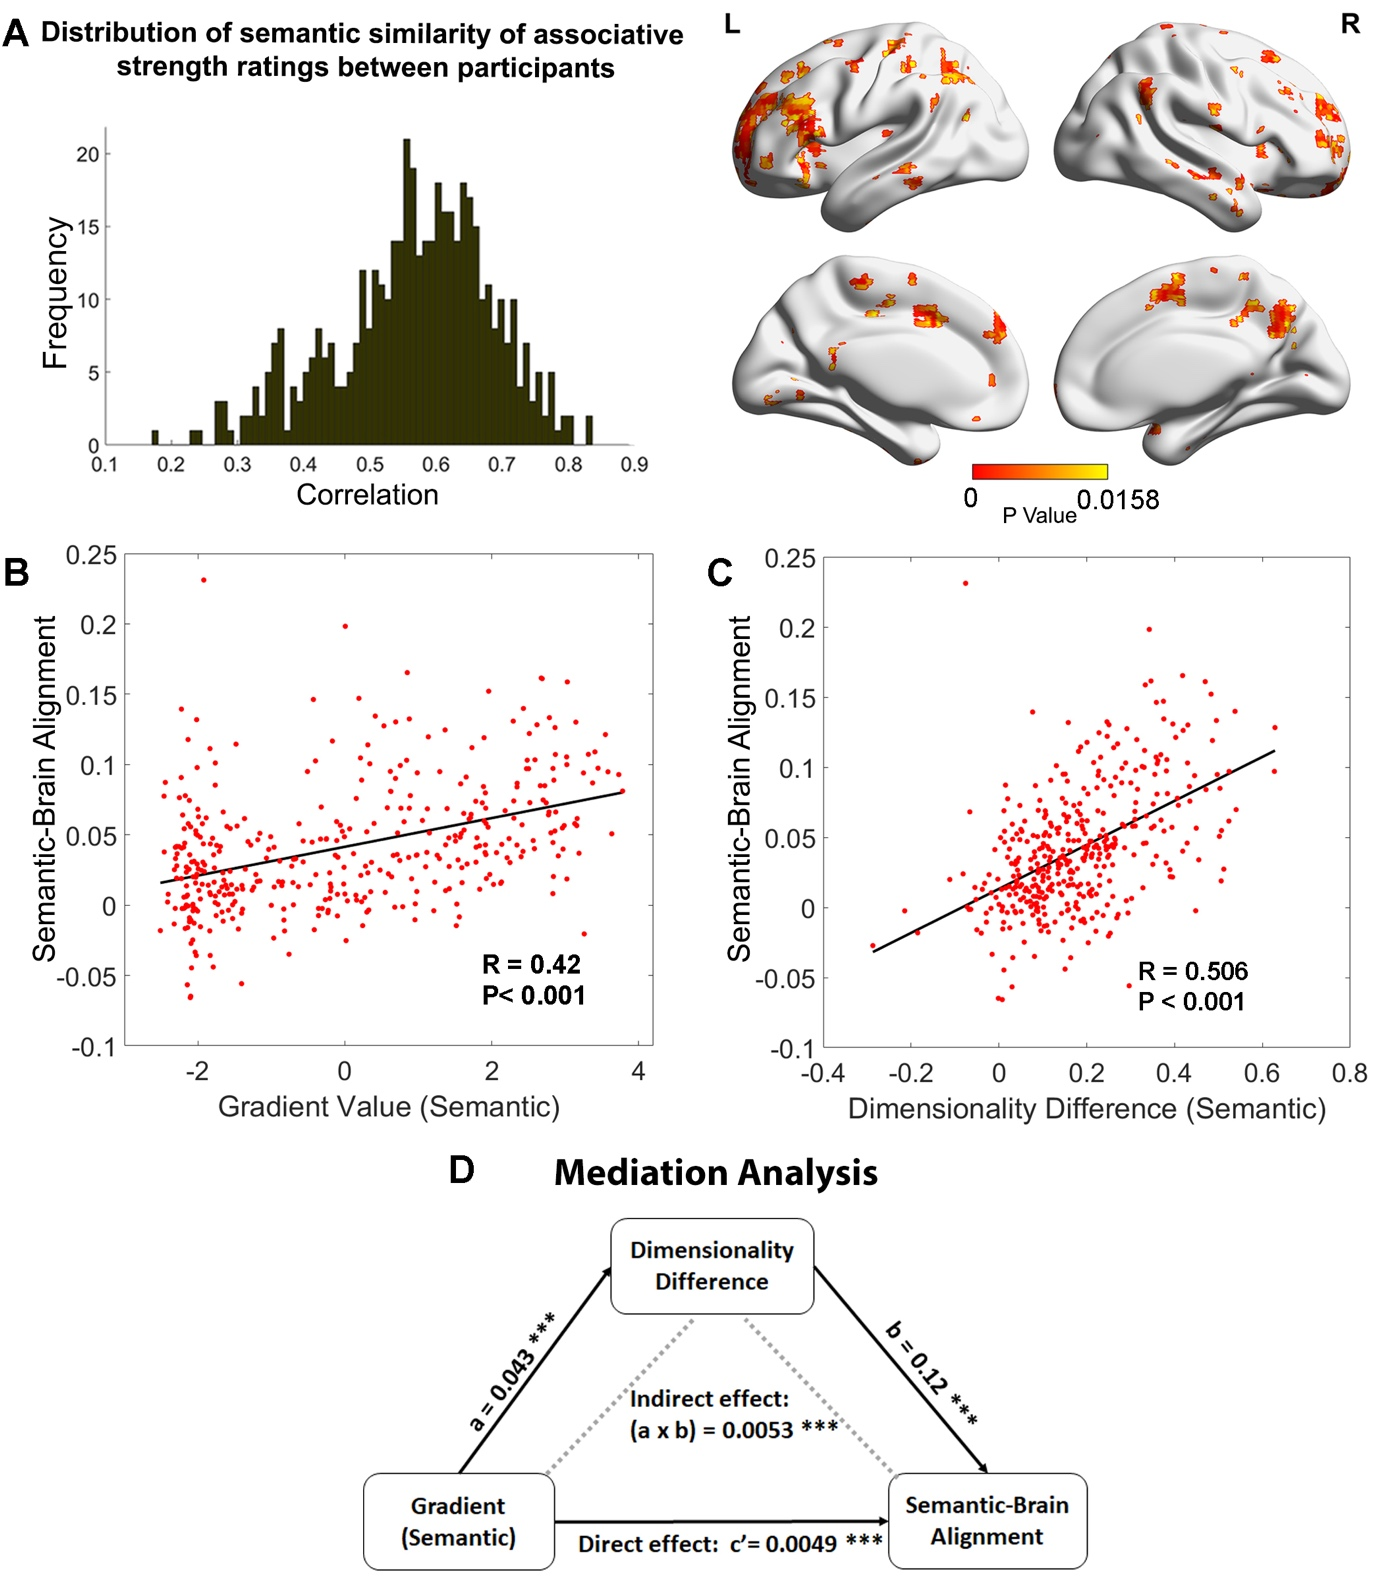 A
Distribution of semantic similarity of associative
strength ratings between participants
Frequency
20
15
10
5
0
0.1 0.2 0.3 0.4 0.5 0.6 0.7 0.8 0.9
Correlation
L
R
0
0.0158
P Value
B
Semantic-Brain Alignment
0.25
0.2
0.15
0.1
0.05
0
-0.05
-0.1
-2 0 2 4
Gradient Value (Semantic)
R = 0.42
P< 0.001
C
Semantic-Brain Alignment
0.25
0.2
0.15
0.1
0.05
0
-0.05
-0.1
-0.4 -0.2 0 0.2 0.4 0.6 0.8
Dimensionality Difference (Semantic)
R = 0.506
P < 0.001
D
Mediation Analysis
Dimensionality
Difference
a = 0.043 ***
b = 0.12 ***
Indirect effect:
(a x b) = 0.0053 ***
Gradient
(Semantic)
Direct effect: c’= 0.0049 ***
Semantic-Brain
Alignment